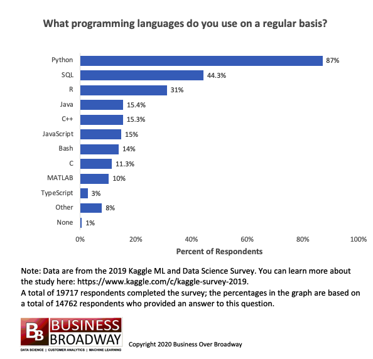 What programming languages do you use on a regular basis?
Python 87%
SQL 44.3%
R 31%
Java 15.4%
C++ 15.3%
JavaScript 15%
Bash 14%
C 11.3%
MATLAB 10%
TypeScript 3%
Other 8%
None 1%
0% 20% 40% 60% 80% 100%
Percent of Respondents
Note: Data are from the 2019 Kaggle ML and Data Science Survey. You can learn more about
the study here: https://www.kaggle.com/c/kaggle-survey-2019.
A total of 19717 respondents completed the survey; the percentages in the graph are based on
a total of 14762 respondents who provided an answer to this question.
BB BUSINESS
BROADWAY
DATA SCIENCE | CUSTOMER ANALYTICS | MACHINE LEARNING
Copyright 2020 Business Over Broadway